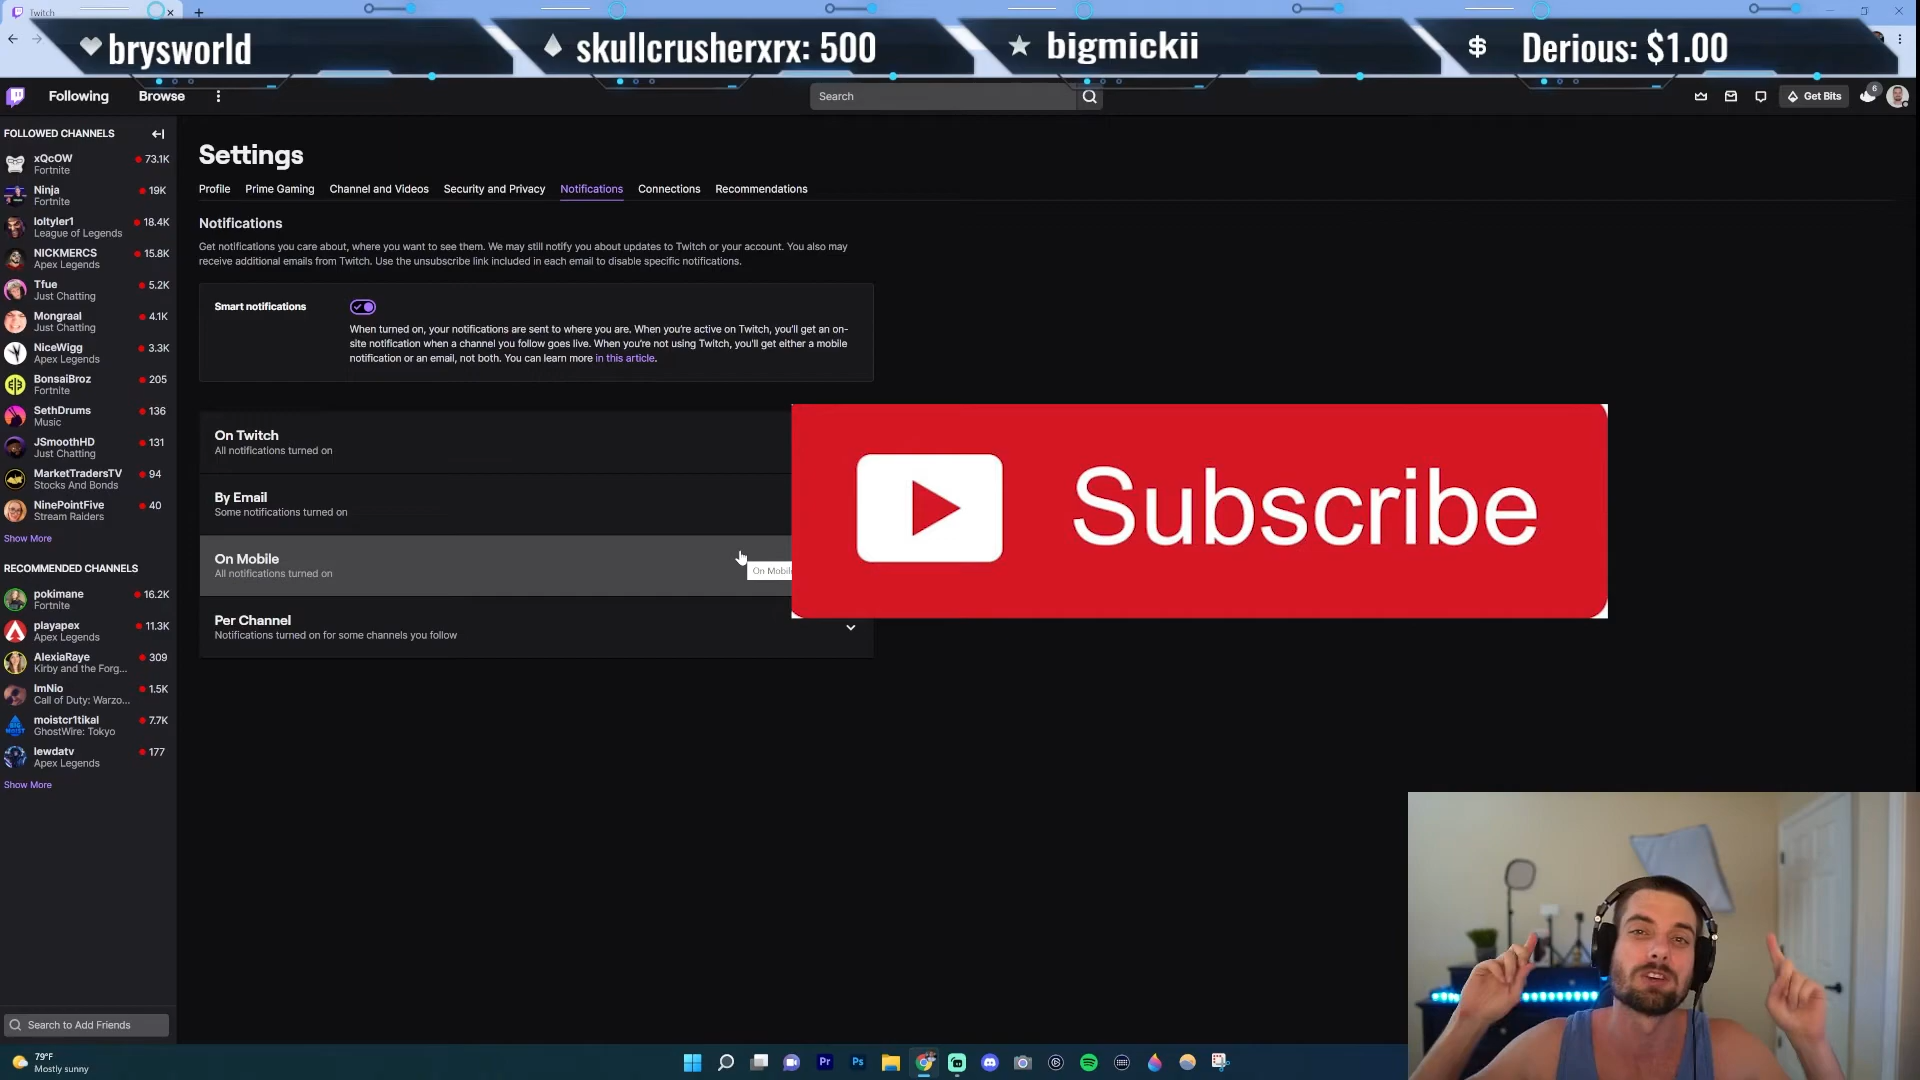 Twitch
brysworld
skullcrusherxrx: 500
bigmickii
$ Derious: $1.00
Following Browse
Search
Get Bits
6
FOLLOWED CHANNELS
xQcOW 73.1K
Fortnite
Ninja 19K
Fortnite
loltyler1 18.4K
League of Legends
NICKMERCS 15.8K
Apex Legends
Tfue 5.2K
Just Chatting
Mongraal 4.1K
Just Chatting
NiceWigg 3.3K
Apex Legends
BonsaiBroz 205
Fortnite
SethDrums 136
Music
JSmoothHD 131
Just Chatting
MarketTradersTV 94
Stocks And Bonds
NinePointFive 40
Stream Raiders
Show More
RECOMMENDED CHANNELS
pokimane 16.2K
Fortnite
playapex 11.3K
Apex Legends
AlexiaRaye 309
Kirby and the Forg...
ImNio 1.5K
Call of Duty: Warzo...
moistcr1tikal 7.7K
GhostWire: Tokyo
lewdatv 177
Apex Legends
Show More
Search to Add Friends
Settings
Profile Prime Gaming Channel and Videos Security and Privacy Notifications Connections Recommendations
Notifications
Get notifications you care about, where you want to see them. We may still notify you about updates to Twitch or your account. You also may
receive additional emails from Twitch. Use the unsubscribe link included in each email to disable specific notifications.
Smart notifications
When turned on, your notifications are sent to where you are. When you're active on Twitch, you'll get an on-
site notification when a channel you follow goes live. When you're not using Twitch, you'll get either a mobile
notification or an email, not both. You can learn more in this article.
On Twitch
All notifications turned on
By Email
Some notifications turned on
On Mobile
All notifications turned on
On Mobile
Per Channel
Notifications turned on for some channels you follow
Subscribe
79°F
Mostly sunny
Pr
Ps